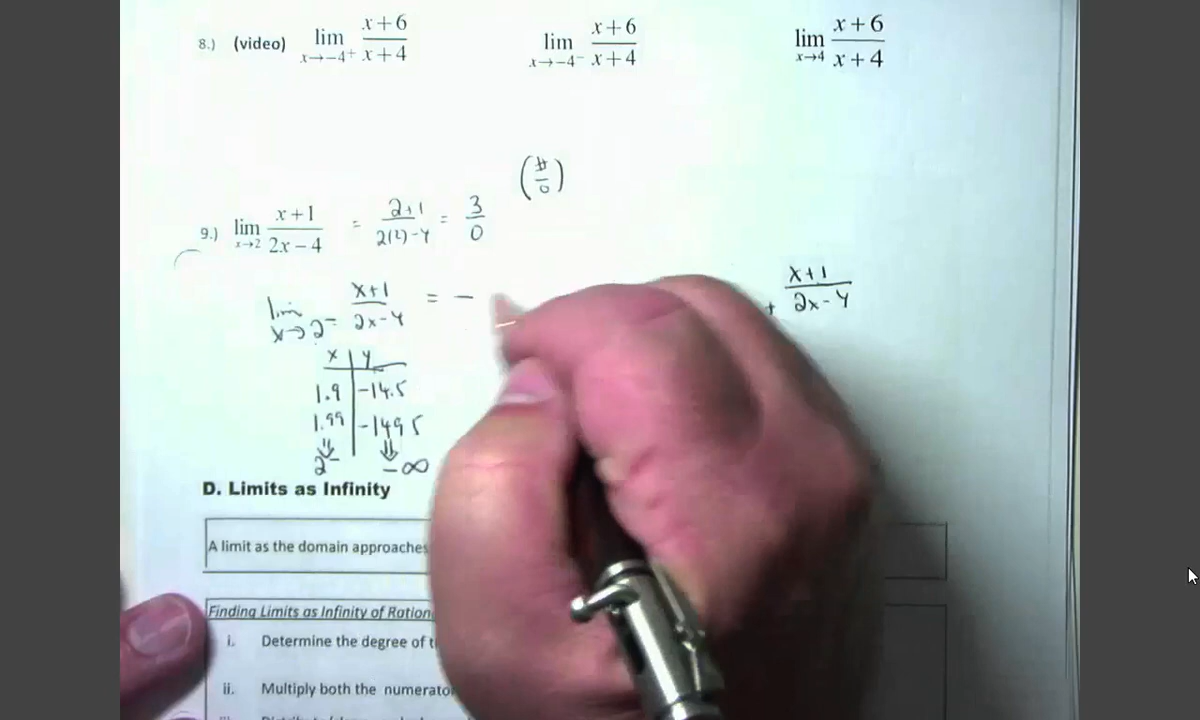 8.) (video) lim x→-4⁺ x+6 / x+4 lim x→-4⁻ x+6 / x+4 lim x→4 x+6 / x+4
(# / 0)
9.) lim x→2 x+1 / 2x-4 = 2+1 / 2(2)-4 = 3 / 0
lim x→2⁻ x+1 / 2x-4 = - + x+1 / 2x-4
x | y
1.9 | -14.5
1.99 | -149.5
⇓ ⇓
2⁻ -∞
D. Limits as Infinity
A limit as the domain approaches
Finding Limits as Infinity of
i. Determine the degree of
ii. Multiply both the